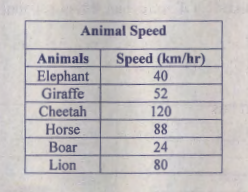 Animal Speed
Animals Speed (km/hr)
Elephant 40
Giraffe 52
Cheetah 120
Horse 88
Boar 24
Lion 80